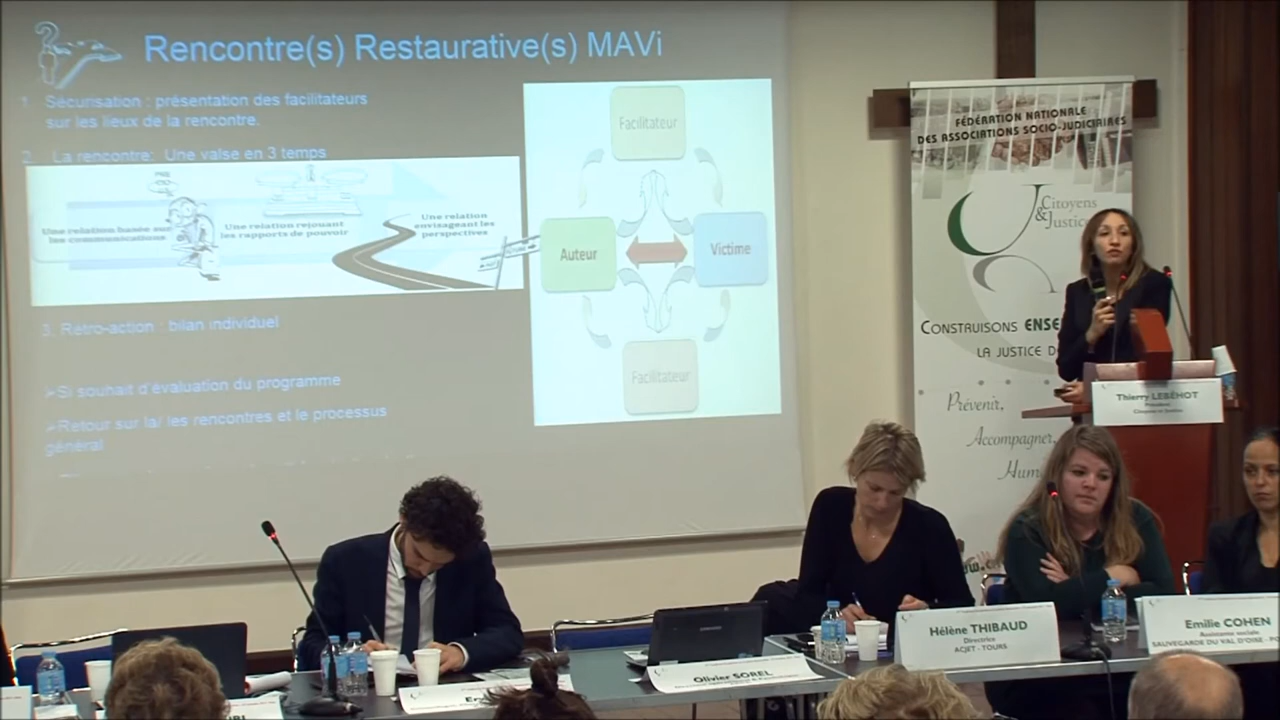 Rencontre(s) Restaurative(s) MAVi
1. Sécurisation : présentation des facilitateurs
sur les lieux de la rencontre.
2. La rencontre: Une valse en 3 temps
Une relation basée sur
les communications
Une relation rejouant
les rapports de pouvoir
Une relation
envisageant les
perspectives
3. Rétro-action : bilan individuel
➢Si souhait d'évaluation du programme
➢Retour sur la/ les rencontres et le processus
général
Facilitateur
Auteur
Victime
Facilitateur
FÉDÉRATION NATIONALE
DES ASSOCIATIONS SOCIO-JUDICIAIRES
Citoyens
& Justice
CONSTRUISONS ENSE
LA JUSTICE D
Prévenir,
Accompagner,
Hum
Thierry LEBÉHOT
Président
Citoyens et Justice
Olivier SOREL
Hélène THIBAUD
Directrice
ACJET - TOURS
Emilie COHEN
Assistante sociale
SAUVEGARDE DU VAL D'OISE - PO